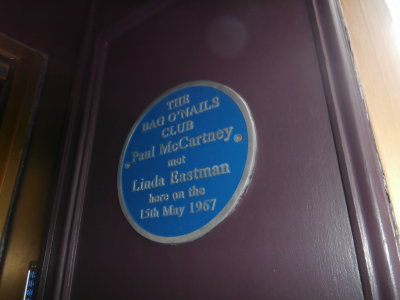 THE
BAG O'NAILS
CLUB
Paul McCartney
met
Linda Eastman
here on the
15th May 1967